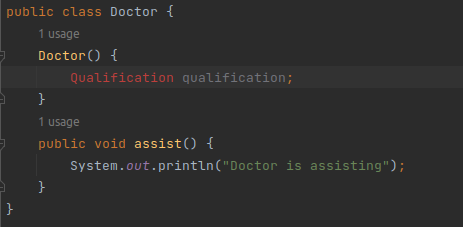 public class Doctor {
1 usage
Doctor() {
Qualification qualification;
}
1 usage
public void assist() {
System.out.println("Doctor is assisting");
}
}